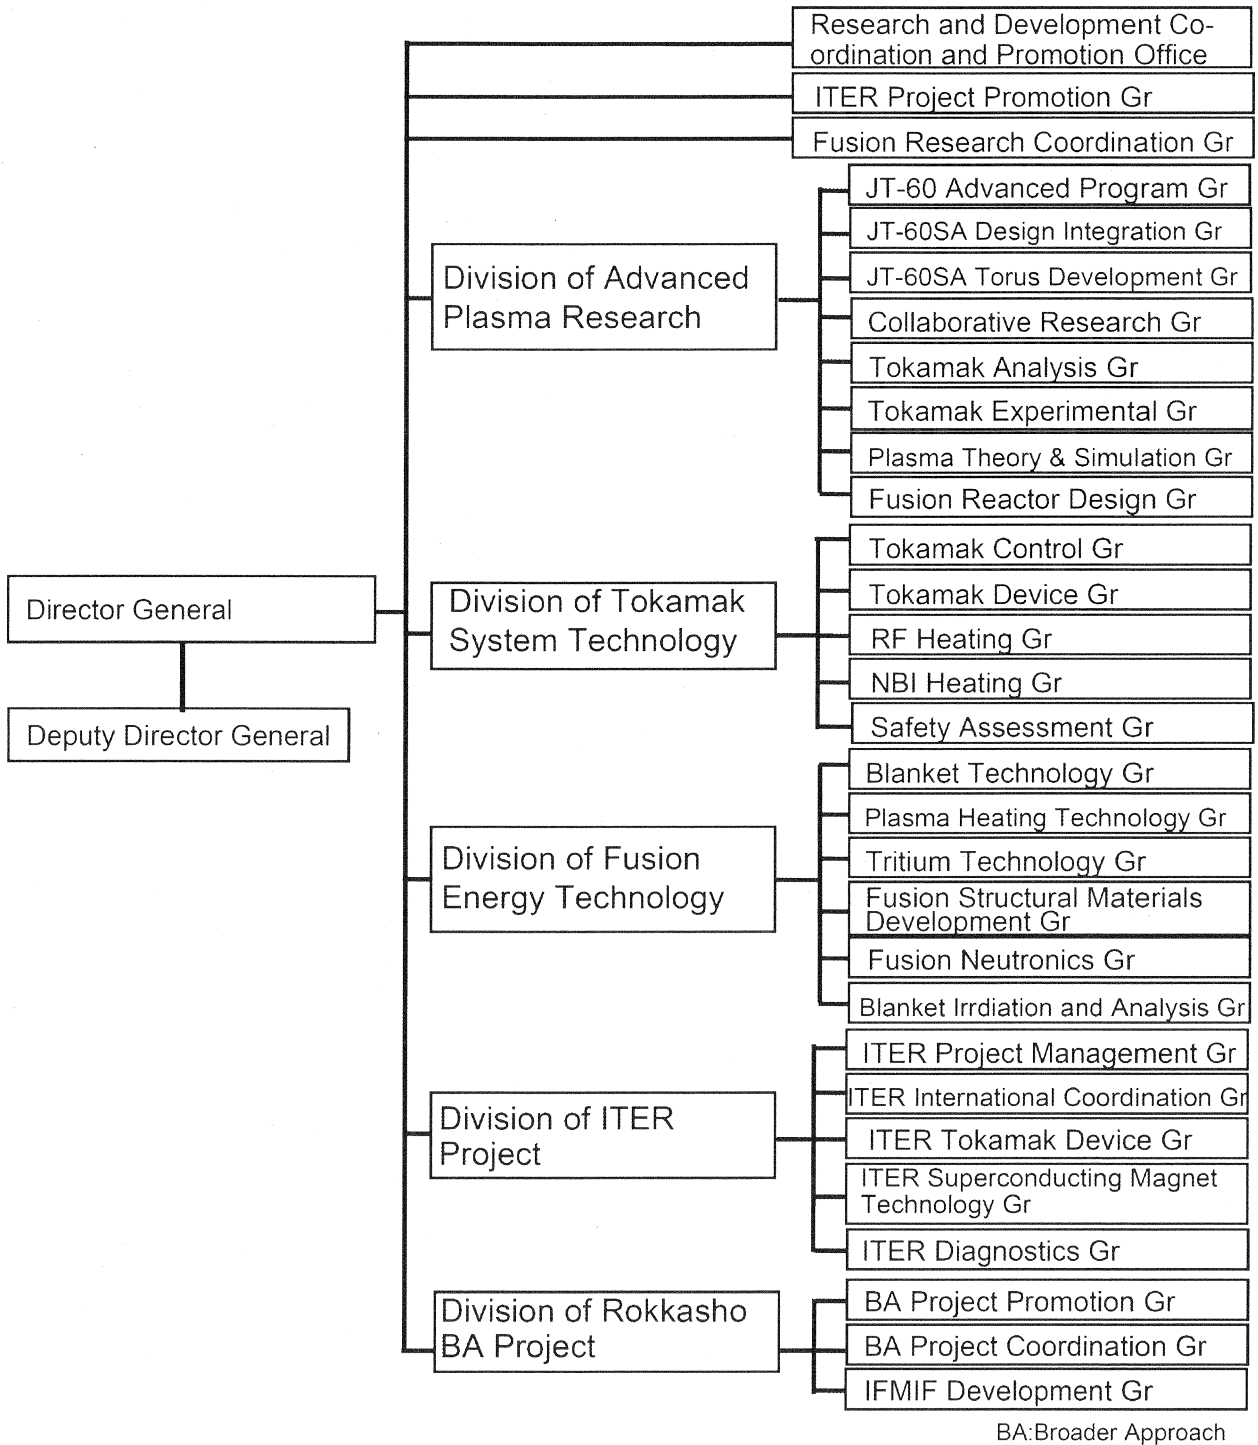 Research and Development Co-
ordination and Promotion Office
ITER Project Promotion Gr
Fusion Research Coordination Gr
Division of Advanced
Plasma Research
JT-60 Advanced Program Gr
JT-60SA Design Integration Gr
JT-60SA Torus Development Gr
Collaborative Research Gr
Tokamak Analysis Gr
Tokamak Experimental Gr
Plasma Theory & Simulation Gr
Fusion Reactor Design Gr
Director General
Deputy Director General
Division of Tokamak
System Technology
Tokamak Control Gr
Tokamak Device Gr
RF Heating Gr
NBI Heating Gr
Safety Assessment Gr
Division of Fusion
Energy Technology
Blanket Technology Gr
Plasma Heating Technology Gr
Tritium Technology Gr
Fusion Structural Materials
Development Gr
Fusion Neutronics Gr
Blanket Irrdiation and Analysis Gr
Division of ITER
Project
ITER Project Management Gr
ITER International Coordination Gr
ITER Tokamak Device Gr
ITER Superconducting Magnet
Technology Gr
ITER Diagnostics Gr
Division of Rokkasho
BA Project
BA Project Promotion Gr
BA Project Coordination Gr
IFMIF Development Gr
BA:Broader Approach